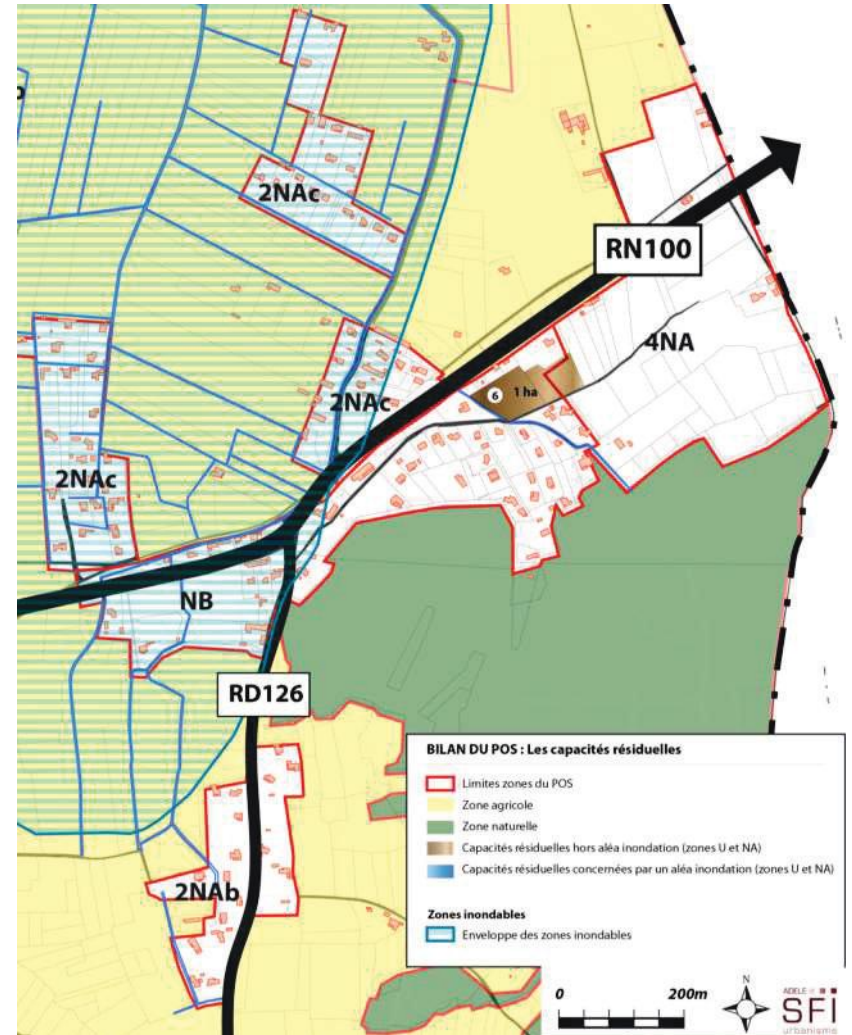 2NAc
RN100
4NA
2NAc
6
1 ha
2NAc
NB
RD126
2NAb
BILAN DU POS : Les capacités résiduelles
Limites zones du POS
Zone agricole
Zone naturelle
Capacités résiduelles hors aléa inondation (zones U et NA)
Capacités résiduelles concernées par un aléa inondation (zones U et NA)
Zones inondables
Enveloppe des zones inondables
0 200m
N
ADELE
SFI
urbanisme